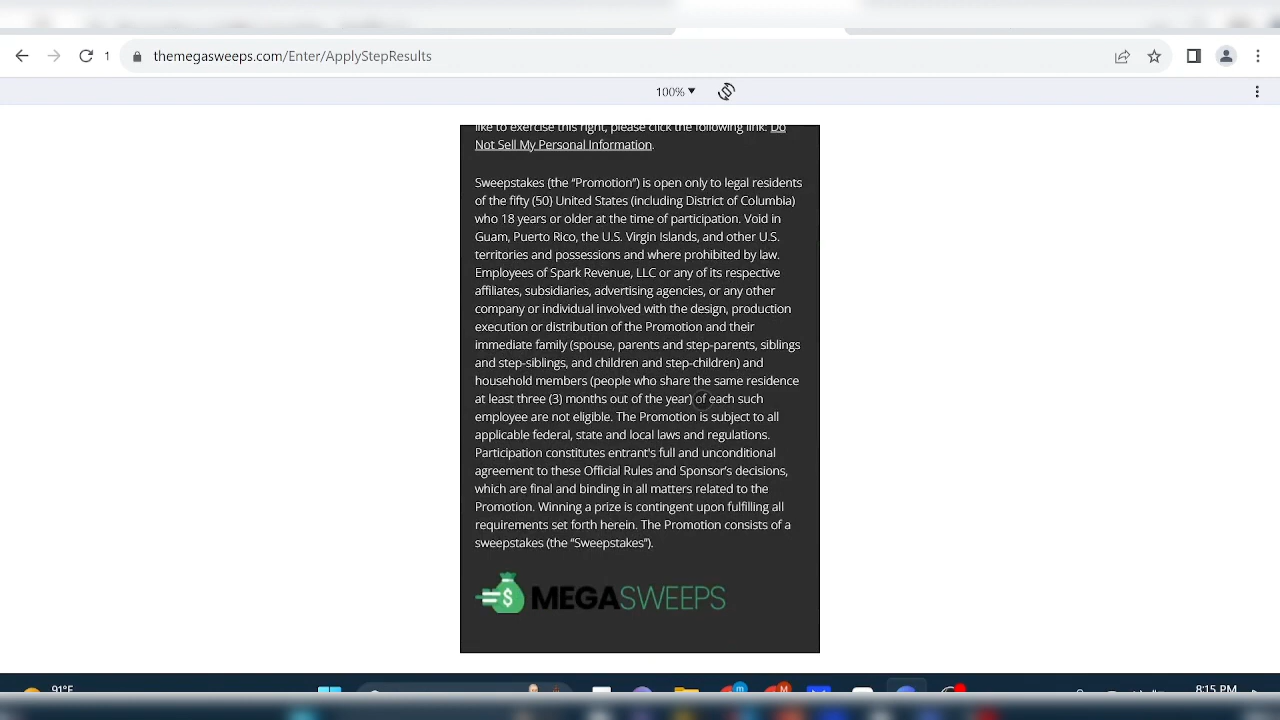 1
themegasweeps.com/Enter/ApplyStepResults
100%
like to exercise this right, please click the following link: Do
Not Sell My Personal Information.
Sweepstakes (the “Promotion”) is open only to legal residents
of the fifty (50) United States (including District of Columbia)
who 18 years or older at the time of participation. Void in
Guam, Puerto Rico, the U.S. Virgin Islands, and other U.S.
territories and possessions and where prohibited by law.
Employees of Spark Revenue, LLC or any of its respective
affiliates, subsidiaries, advertising agencies, or any other
company or individual involved with the design, production
execution or distribution of the Promotion and their
immediate family (spouse, parents and step-parents, siblings
and step-siblings, and children and step-children) and
household members (people who share the same residence
at least three (3) months out of the year) of each such
employee are not eligible. The Promotion is subject to all
applicable federal, state and local laws and regulations.
Participation constitutes entrant's full and unconditional
agreement to these Official Rules and Sponsor's decisions,
which are final and binding in all matters related to the
Promotion. Winning a prize is contingent upon fulfilling all
requirements set forth herein. The Promotion consists of a
sweepstakes (the “Sweepstakes”).
$ MEGASWEEPS
91°F
8:15 PM